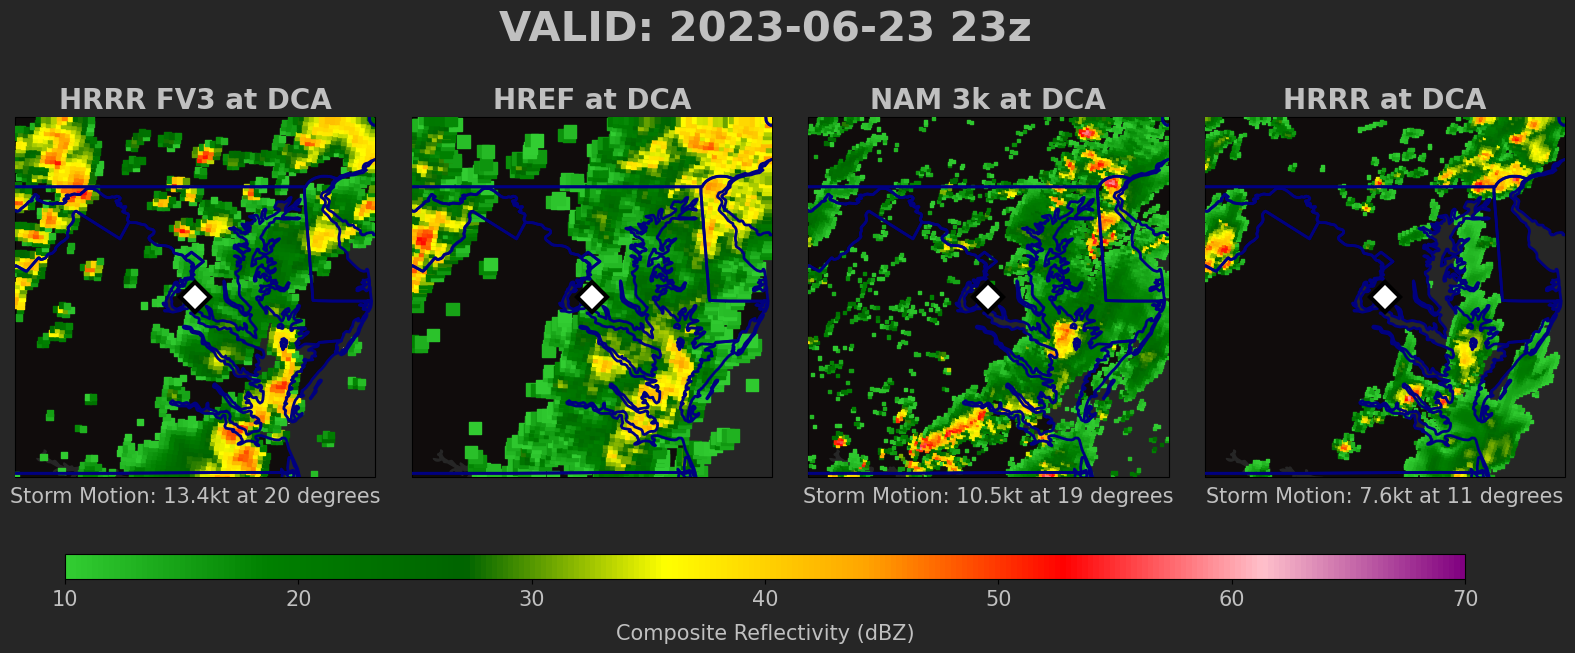 VALID: 2023-06-23 23z
HRRR FV3 at DCA
HREF at DCA
NAM 3k at DCA
HRRR at DCA
Storm Motion: 13.4kt at 20 degrees
Storm Motion: 10.5kt at 19 degrees
Storm Motion: 7.6kt at 11 degrees
10 20 30 40 50 60 70
Composite Reflectivity (dBZ)